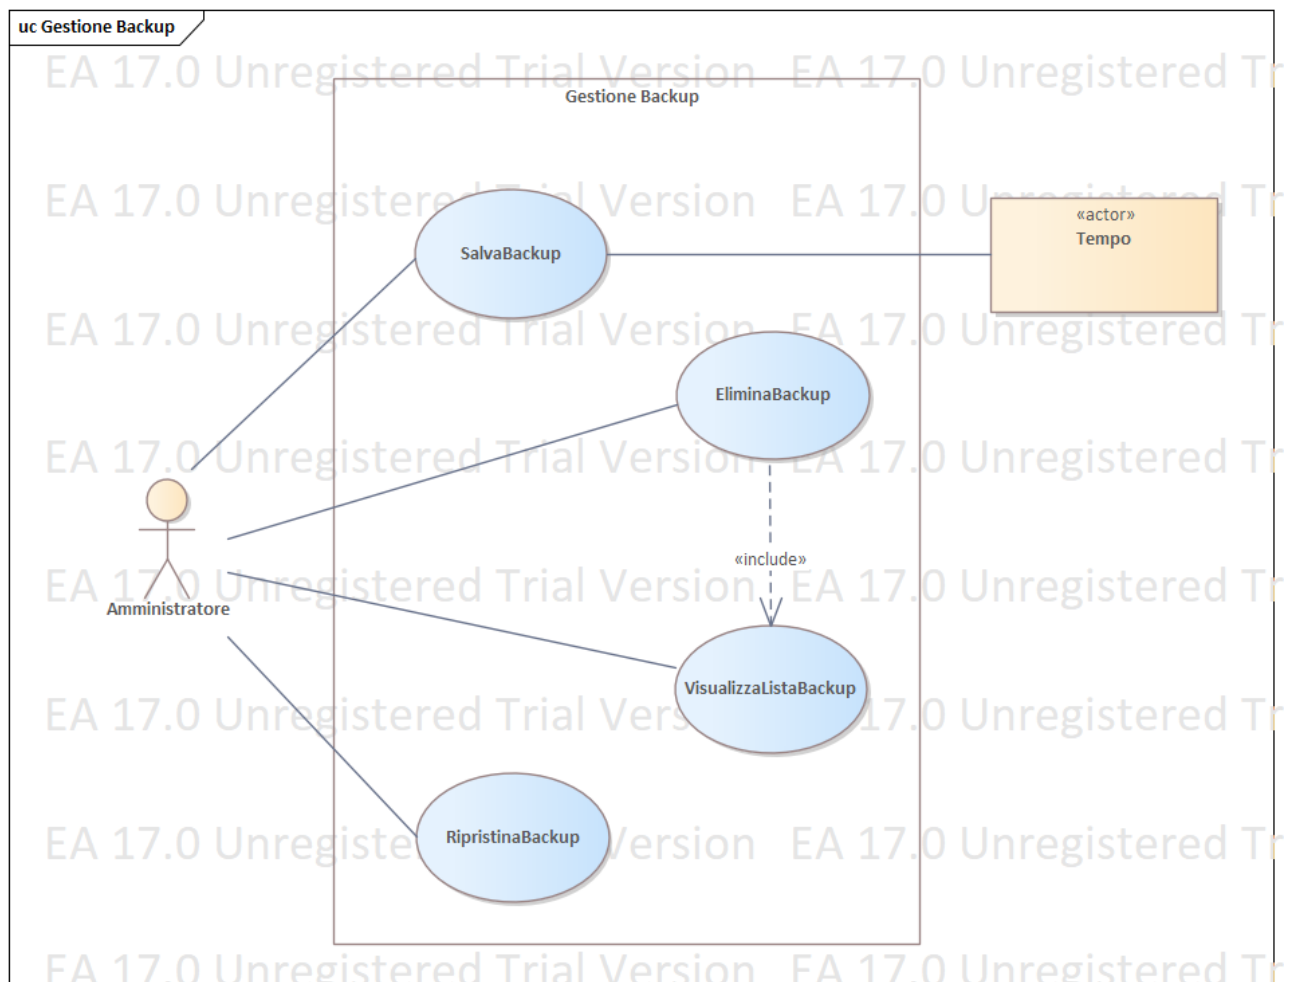 uc Gestione Backup
EA 17.0 Unregistered Trial Version EA 17.0 Unregistered Tr
Gestione Backup
EA 17.0 Unregistered Trial Version EA 17.0 Unregistered Tr
«actor»
Tempo
SalvaBackup
EA 17.0 Unregistered Trial Version EA 17.0 Unregistered Tr
EliminaBackup
EA 17.0 Unregistered Trial Version EA 17.0 Unregistered Tr
«include»
EA 17.0 Unregistered Trial Version EA 17.0 Unregistered Tr
Amministratore
VisualizzaListaBackup
EA 17.0 Unregistered Trial Vers 17.0 Unregistered Tr
RipristinaBackup
EA 17.0 Unregiste Version EA 17.0 Unregistered Tr
EA 17.0 Unregistered Trial Version EA 17.0 Unregistered Tr